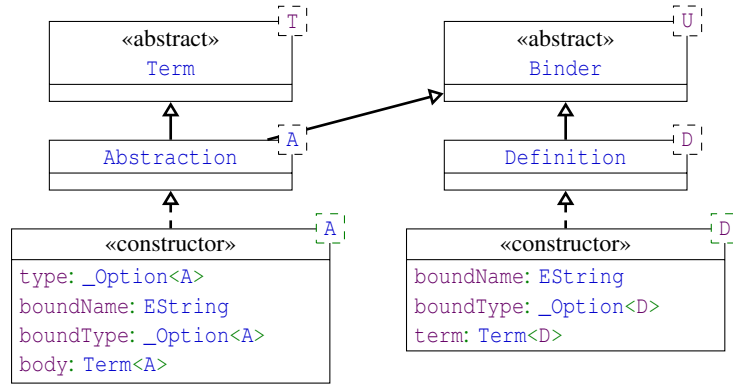 T
«abstract»
Term
U
«abstract»
Binder
A
Abstraction
D
Definition
A
«constructor»
type: _Option<A>
boundName: EString
boundType: _Option<A>
body: Term<A>
D
«constructor»
boundName: EString
boundType: _Option<D>
term: Term<D>